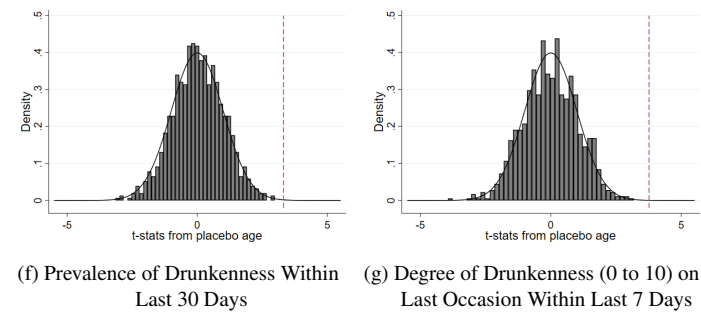 .5
.4
.3
.2
.1
0
Density
-5 0 5
t-stats from placebo age
(f) Prevalence of Drunkenness Within
Last 30 Days
.5
.4
.3
.2
.1
0
Density
-5 0 5
t-stats from placebo age
(g) Degree of Drunkenness (0 to 10) on
Last Occasion Within Last 7 Days